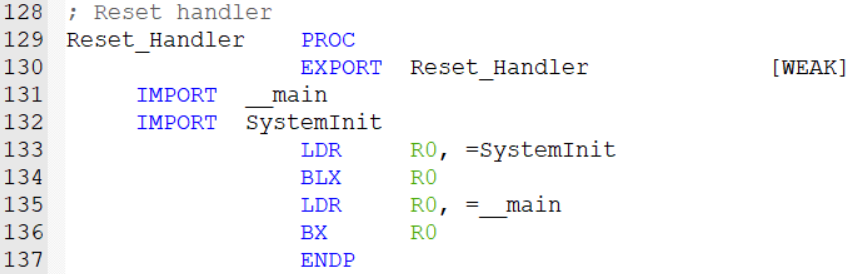 128 ; Reset handler
129 Reset_Handler    PROC
130                  EXPORT  Reset_Handler             [WEAK]
131      IMPORT  __main
132      IMPORT  SystemInit
133                  LDR     R0, =SystemInit
134                  BLX     R0
135                  LDR     R0, =__main
136                  BX      R0
137                  ENDP